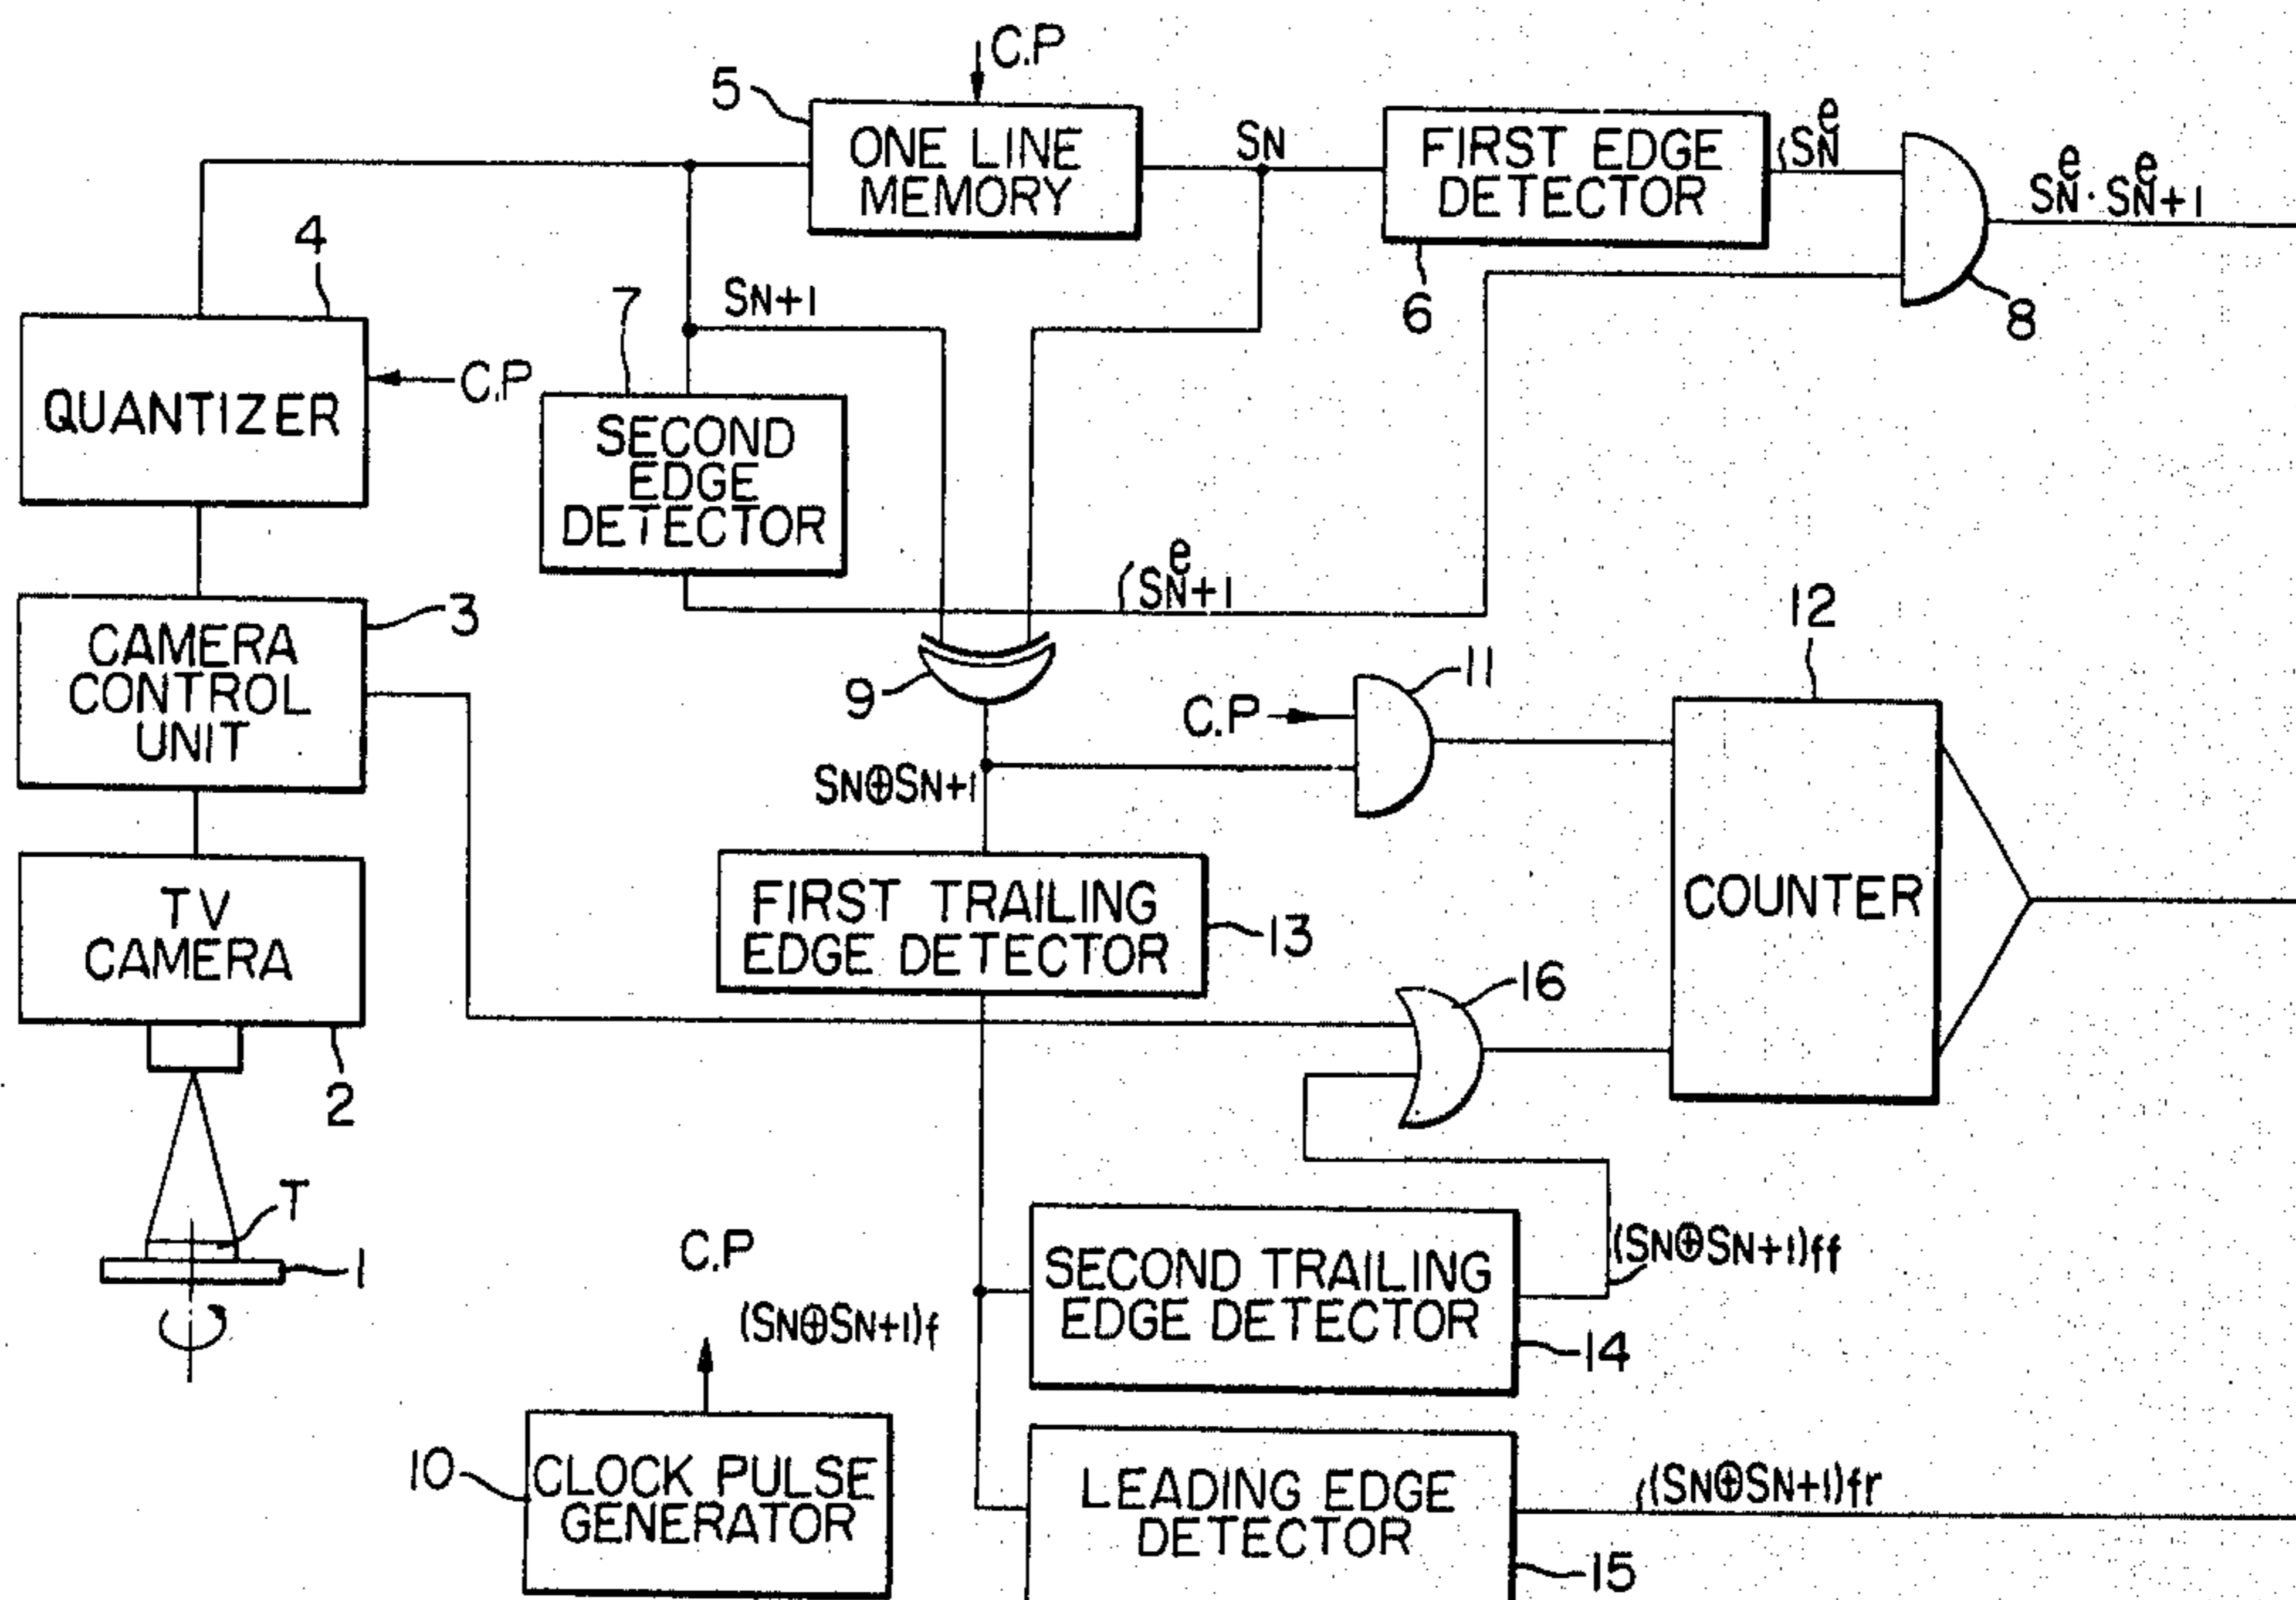 C.P
5
ONE LINE
MEMORY
SN
FIRST EDGE
DETECTOR
SN^e
SN^e · SN+1^e
6
8
4
QUANTIZER
C.P
7
SN+1
SECOND
EDGE
DETECTOR
SN+1^e
3
CAMERA
CONTROL
UNIT
9
C.P
11
12
SN⊕SN+1
COUNTER
TV
CAMERA
2
FIRST TRAILING
EDGE DETECTOR
13
16
T
1
C.P
(SN⊕SN+1)f
SECOND TRAILING
EDGE DETECTOR
(SN⊕SN+1)ff
14
10
CLOCK PULSE
GENERATOR
LEADING EDGE
DETECTOR
(SN⊕SN+1)fr
15